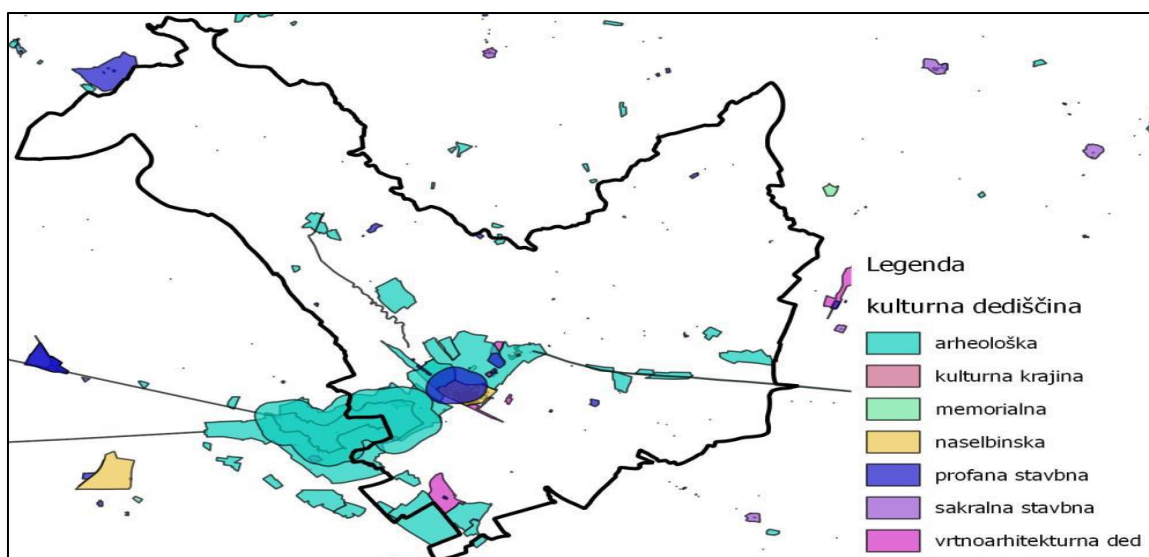 Legenda
kulturna dediščina
arheološka
kulturna krajina
memorialna
naselbinska
profana stavbna
sakralna stavbna
vrtnoarhitekturna ded